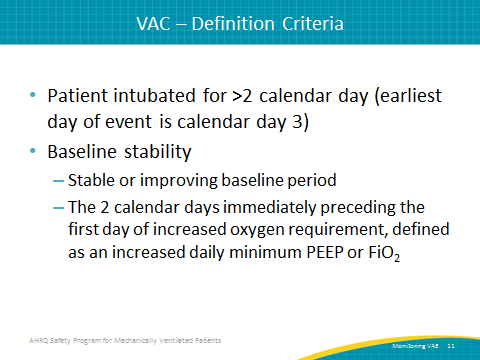 VAC – Definition Criteria
• Patient intubated for >2 calendar day (earliest
day of event is calendar day 3)
• Baseline stability
– Stable or improving baseline period
– The 2 calendar days immediately preceding the
first day of increased oxygen requirement, defined
as an increased daily minimum PEEP or FiO₂
AHRQ Safety Program for Mechanically Ventilated Patients
Monitoring VAE 11